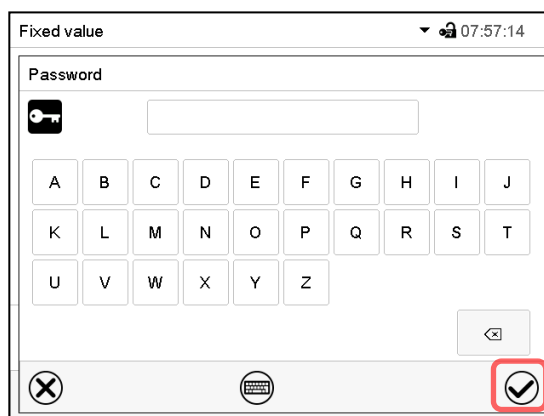 Fixed value 07:57:14
Password
A B C D E F G H I J
K L M N O P Q R S T
U V W X Y Z